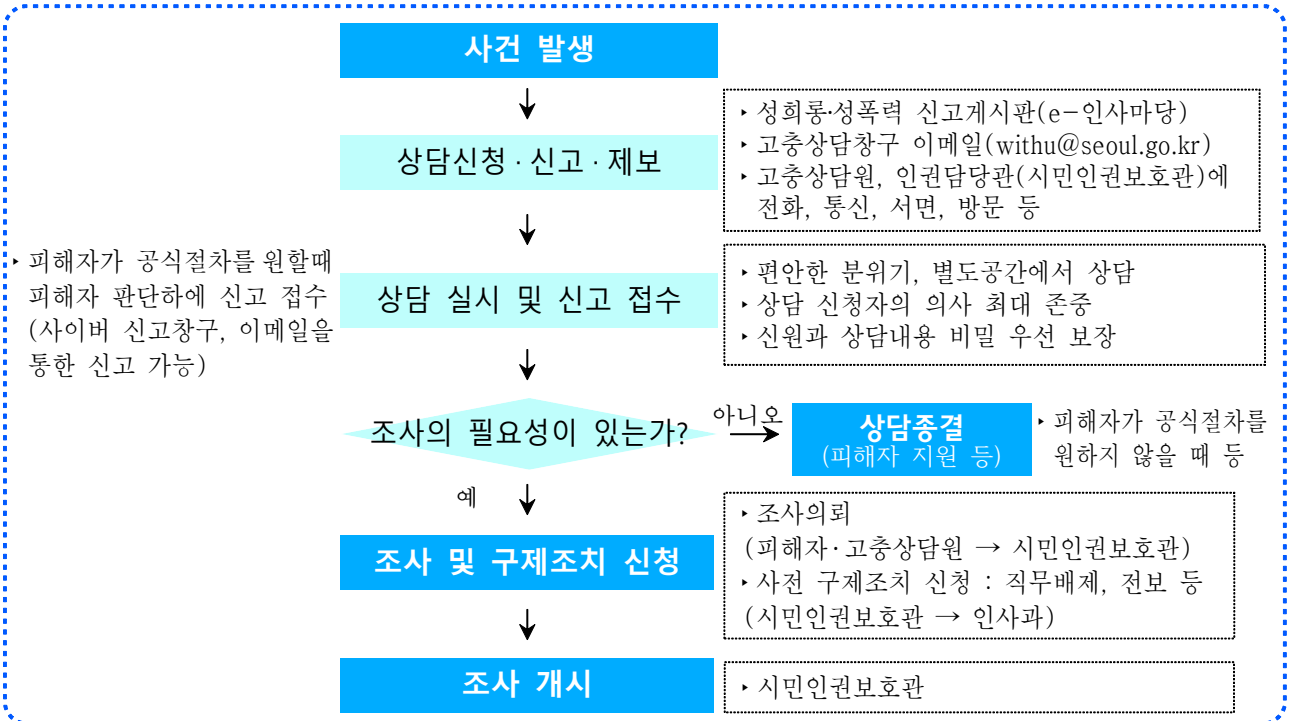 사건 발생
상담신청 · 신고 · 제보
‣ 성희롱·성폭력 신고게시판(e-인사마당)
‣ 고충상담창구 이메일(withu@seoul.go.kr)
‣ 고충상담원, 인권담당관(시민인권보호관)에
전화, 통신, 서면, 방문 등
‣ 피해자가 공식절차를 원할때
피해자 판단하에 신고 접수
(사이버 신고창구, 이메일을
통한 신고 가능)
상담 실시 및 신고 접수
‣ 편안한 분위기, 별도공간에서 상담
‣ 상담 신청자의 의사 최대 존중
‣ 신원과 상담내용 비밀 우선 보장
조사의 필요성이 있는가?
아니오
상담종결
(피해자 지원 등)
‣ 피해자가 공식절차를
원하지 않을 때 등
예
조사 및 구제조치 신청
‣ 조사의뢰
(피해자·고충상담원 → 시민인권보호관)
‣ 사전 구제조치 신청 : 직무배제, 전보 등
(시민인권보호관 → 인사과)
조사 개시
‣ 시민인권보호관